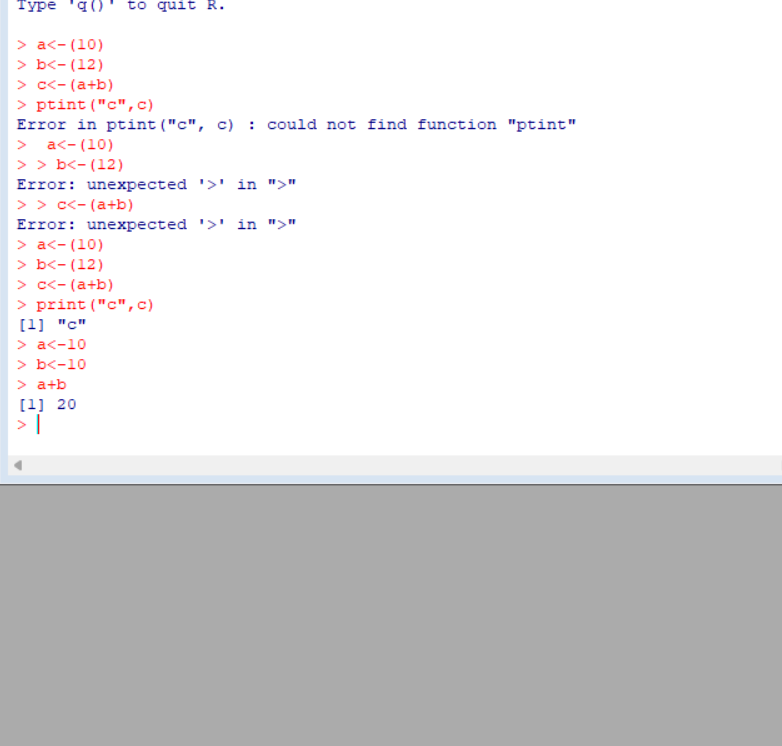 Type 'q()' to quit R.
> a<-(10)
> b<-(12)
> c<-(a+b)
> ptint("c",c)
Error in ptint("c", c) : could not find function "ptint"
>  a<-(10)
> > b<-(12)
Error: unexpected '>' in ">"
> > c<-(a+b)
Error: unexpected '>' in ">"
> a<-(10)
> b<-(12)
> c<-(a+b)
> print("c",c)
[1] "c"
> a<-10
> b<-10
> a+b
[1] 20
>